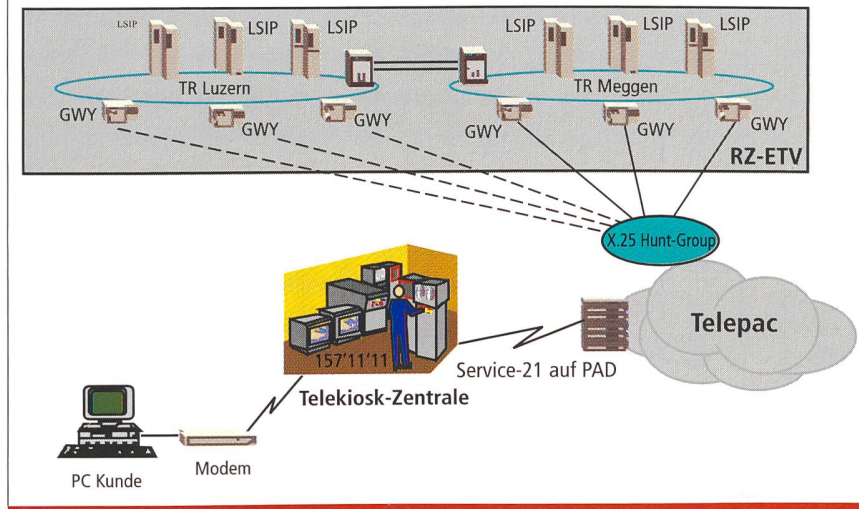 LSIP
LSIP
LSIP
LSIP
LSIP
LSIP
TR Luzern
TR Meggen
GWY
GWY
GWY
GWY
GWY
GWY
RZ-ETV
X.25 Hunt-Group
Telepac
157'11'11
Service-21 auf PAD
Telekiosk-Zentrale
Modem
PC Kunde